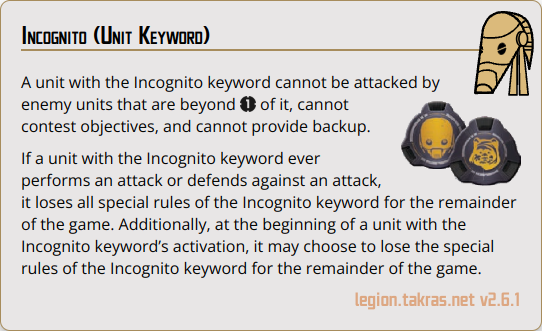 Incognito (Unit Keyword)
A unit with the Incognito keyword cannot be attacked by
enemy units that are beyond 1 of it, cannot
contest objectives, and cannot provide backup.
If a unit with the Incognito keyword ever
performs an attack or defends against an attack,
it loses all special rules of the Incognito keyword for the remainder
of the game. Additionally, at the beginning of a unit with the
Incognito keyword’s activation, it may choose to lose the special
rules of the Incognito keyword for the remainder of the game.
legion.takras.net v2.6.1